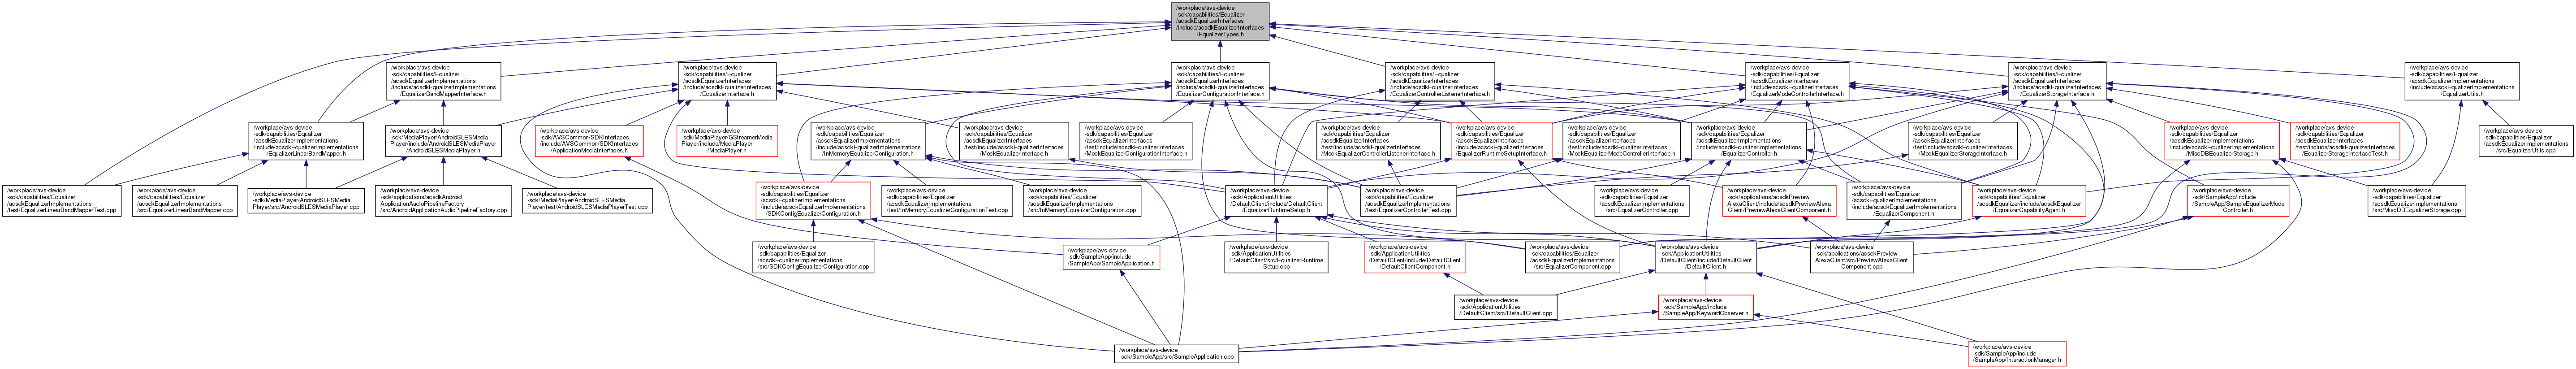 /workplace/avs-device
-sdk/capabilities/Equalizer
/acsdkEqualizerInterfaces
/include/acsdkEqualizerInterfaces
/EqualizerTypes.h
/workplace/avs-device
-sdk/capabilities/Equalizer
/acsdkEqualizerImplementations
/include/acsdkEqualizerImplementations
/EqualizerBandMapperInterface.h
/workplace/avs-device
-sdk/capabilities/Equalizer
/acsdkEqualizerInterfaces
/include/acsdkEqualizerInterfaces
/EqualizerInterface.h
/workplace/avs-device
-sdk/capabilities/Equalizer
/acsdkEqualizerInterfaces
/include/acsdkEqualizerInterfaces
/EqualizerConfigurationInterface.h
/workplace/avs-device
-sdk/capabilities/Equalizer
/acsdkEqualizerInterfaces
/include/acsdkEqualizerInterfaces
/EqualizerControllerListenerInterface.h
/workplace/avs-device
-sdk/capabilities/Equalizer
/acsdkEqualizerInterfaces
/include/acsdkEqualizerInterfaces
/EqualizerModeControllerInterface.h
/workplace/avs-device
-sdk/capabilities/Equalizer
/acsdkEqualizerInterfaces
/include/acsdkEqualizerInterfaces
/EqualizerStorageInterface.h
/workplace/avs-device
-sdk/capabilities/Equalizer
/acsdkEqualizerImplementations
/include/acsdkEqualizerImplementations
/EqualizerUtils.h
/workplace/avs-device
-sdk/capabilities/Equalizer
/acsdkEqualizerImplementations
/include/acsdkEqualizerImplementations
/EqualizerLinearBandMapper.h
/workplace/avs-device
-sdk/MediaPlayer/AndroidSLESMedia
Player/include/AndroidSLESMediaPlayer
/AndroidSLESMediaPlayer.h
/workplace/avs-device
-sdk/AVSCommon/SDKInterfaces
/include/AVSCommon/SDKInterfaces
/ApplicationMediaInterfaces.h
/workplace/avs-device
-sdk/MediaPlayer/GStreamerMedia
Player/include/MediaPlayer
/MediaPlayer.h
/workplace/avs-device
-sdk/capabilities/Equalizer
/acsdkEqualizerImplementations
/include/acsdkEqualizerImplementations
/InMemoryEqualizerConfiguration.h
/workplace/avs-device
-sdk/capabilities/Equalizer
/acsdkEqualizerInterfaces
/test/include/acsdkEqualizerInterfaces
/MockEqualizerInterface.h
/workplace/avs-device
-sdk/capabilities/Equalizer
/acsdkEqualizerInterfaces
/test/include/acsdkEqualizerInterfaces
/MockEqualizerConfigurationInterface.h
/workplace/avs-device
-sdk/capabilities/Equalizer
/acsdkEqualizerInterfaces
/test/include/acsdkEqualizerInterfaces
/MockEqualizerControllerListenerInterface.h
/workplace/avs-device
-sdk/capabilities/Equalizer
/acsdkEqualizerInterfaces
/include/acsdkEqualizerInterfaces
/EqualizerRuntimeSetupInterface.h
/workplace/avs-device
-sdk/capabilities/Equalizer
/acsdkEqualizerInterfaces
/test/include/acsdkEqualizerInterfaces
/MockEqualizerModeControllerInterface.h
/workplace/avs-device
-sdk/capabilities/Equalizer
/acsdkEqualizerImplementations
/include/acsdkEqualizerImplementations
/EqualizerController.h
/workplace/avs-device
-sdk/capabilities/Equalizer
/acsdkEqualizerInterfaces
/test/include/acsdkEqualizerInterfaces
/MockEqualizerStorageInterface.h
/workplace/avs-device
-sdk/capabilities/Equalizer
/acsdkEqualizerImplementations
/include/acsdkEqualizerImplementations
/MiscDBEqualizerStorage.h
/workplace/avs-device
-sdk/capabilities/Equalizer
/acsdkEqualizerInterfaces
/test/include/acsdkEqualizerInterfaces
/EqualizerStorageInterfaceTest.h
/workplace/avs-device
-sdk/capabilities/Equalizer
/acsdkEqualizerImplementations
/src/EqualizerUtils.cpp
/workplace/avs-device
-sdk/capabilities/Equalizer
/acsdkEqualizerImplementations
/test/EqualizerLinearBandMapperTest.cpp
/workplace/avs-device
-sdk/capabilities/Equalizer
/acsdkEqualizerImplementations
/src/EqualizerLinearBandMapper.cpp
/workplace/avs-device
-sdk/MediaPlayer/AndroidSLESMedia
Player/src/AndroidSLESMediaPlayer.cpp
/workplace/avs-device
-sdk/applications/acsdkAndroid
ApplicationAudioPipelineFactory
/src/AndroidApplicationAudioPipelineFactory.cpp
/workplace/avs-device
-sdk/MediaPlayer/AndroidSLESMedia
Player/test/AndroidSLESMediaPlayerTest.cpp
/workplace/avs-device
-sdk/capabilities/Equalizer
/acsdkEqualizerImplementations
/include/acsdkEqualizerImplementations
/SDKConfigEqualizerConfiguration.h
/workplace/avs-device
-sdk/capabilities/Equalizer
/acsdkEqualizerImplementations
/test/InMemoryEqualizerConfigurationTest.cpp
/workplace/avs-device
-sdk/capabilities/Equalizer
/acsdkEqualizerImplementations
/src/InMemoryEqualizerConfiguration.cpp
/workplace/avs-device
-sdk/ApplicationUtilities
/DefaultClient/include/DefaultClient
/EqualizerRuntimeSetup.h
/workplace/avs-device
-sdk/capabilities/Equalizer
/acsdkEqualizerImplementations
/test/EqualizerControllerTest.cpp
/workplace/avs-device
-sdk/capabilities/Equalizer
/acsdkEqualizerImplementations
/src/EqualizerController.cpp
/workplace/avs-device
-sdk/applications/acsdkPreview
AlexaClient/include/acsdkPreviewAlexa
Client/PreviewAlexaClientComponent.h
/workplace/avs-device
-sdk/capabilities/Equalizer
/acsdkEqualizerImplementations
/include/acsdkEqualizerImplementations
/EqualizerComponent.h
/workplace/avs-device
-sdk/capabilities/Equalizer
/acsdkEqualizer/include/acsdkEqualizer
/EqualizerCapabilityAgent.h
/workplace/avs-device
-sdk/SampleApp/include
/SampleApp/SampleEqualizerMode
Controller.h
/workplace/avs-device
-sdk/capabilities/Equalizer
/acsdkEqualizerImplementations
/src/MiscDBEqualizerStorage.cpp
/workplace/avs-device
-sdk/capabilities/Equalizer
/acsdkEqualizerImplementations
/src/SDKConfigEqualizerConfiguration.cpp
/workplace/avs-device
-sdk/SampleApp/include
/SampleApp/SampleApplication.h
/workplace/avs-device
-sdk/ApplicationUtilities
/DefaultClient/src/EqualizerRuntime
Setup.cpp
/workplace/avs-device
-sdk/ApplicationUtilities
/DefaultClient/include/DefaultClient
/DefaultClientComponent.h
/workplace/avs-device
-sdk/capabilities/Equalizer
/acsdkEqualizerImplementations
/src/EqualizerComponent.cpp
/workplace/avs-device
-sdk/ApplicationUtilities
/DefaultClient/include/DefaultClient
/DefaultClient.h
/workplace/avs-device
-sdk/applications/acsdkPreview
AlexaClient/src/PreviewAlexaClient
Component.cpp
/workplace/avs-device
-sdk/ApplicationUtilities
/DefaultClient/src/DefaultClient.cpp
/workplace/avs-device
-sdk/SampleApp/include
/SampleApp/KeywordObserver.h
/workplace/avs-device
-sdk/SampleApp/src/SampleApplication.cpp
/workplace/avs-device
-sdk/SampleApp/include
/SampleApp/InteractionManager.h